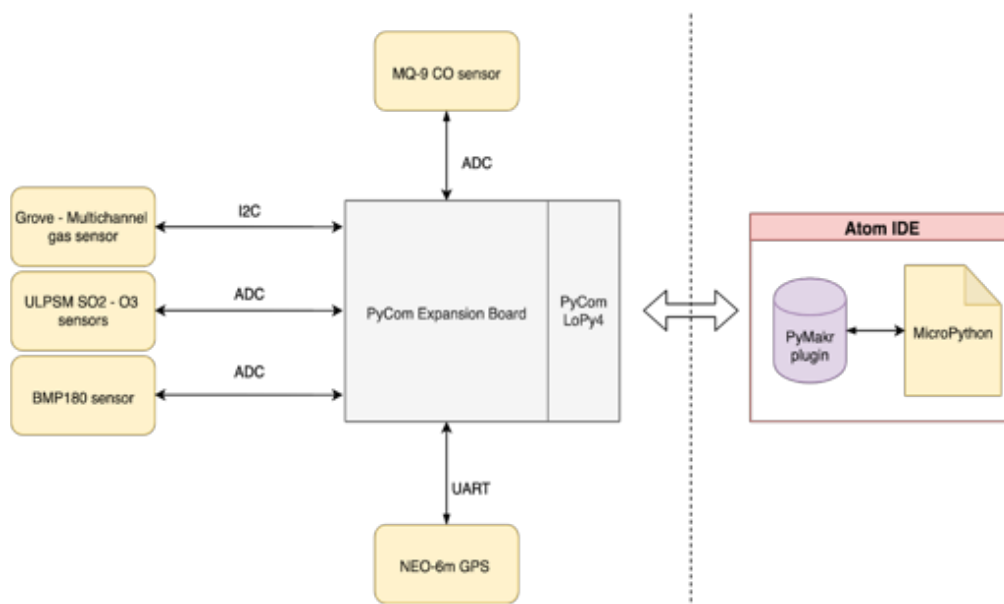 MQ-9 CO sensor
ADC
Grove - Multichannel
gas sensor
I2C
ULPSM SO2 - O3
sensors
ADC
BMP180 sensor
ADC
PyCom Expansion Board
PyCom
LoPy4
UART
NEO-6m GPS
Atom IDE
PyMakr
plugin
MicroPython